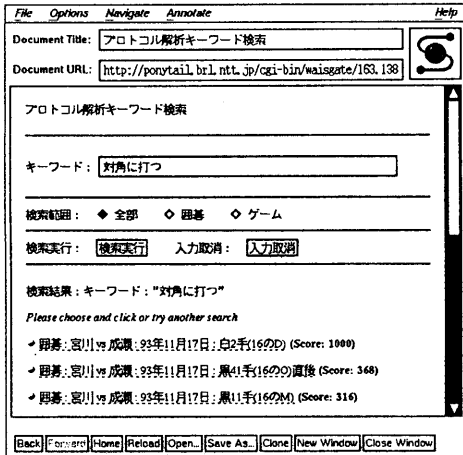 File Options Navigate Annotate Help
Document Title: プロトコル解析キーワード検索
Document URL: http://ponytail.brl.ntt.jp/cgi-bin/waisgate/163.138
プロトコル解析キーワード検索
キーワード： 対角に打つ
検索範囲： ◆ 全部 ◇ 囲碁 ◇ ゲーム
検索実行： 検索実行 入力取消： 入力取消
検索結果：キーワード："対角に打つ"
Please choose and click or try another search
囲碁：宮川 vs 成瀬：93年11月17日：白2手(16のD) (Score: 1000)
囲碁：宮川 vs 成瀬：93年11月17日：黒41手(16のO)直後 (Score: 368)
囲碁：宮川 vs 成瀬：93年11月17日：黒11手(16のM) (Score: 316)
Back Forward Home Reload Open... Save As... Clone New Window Close Window